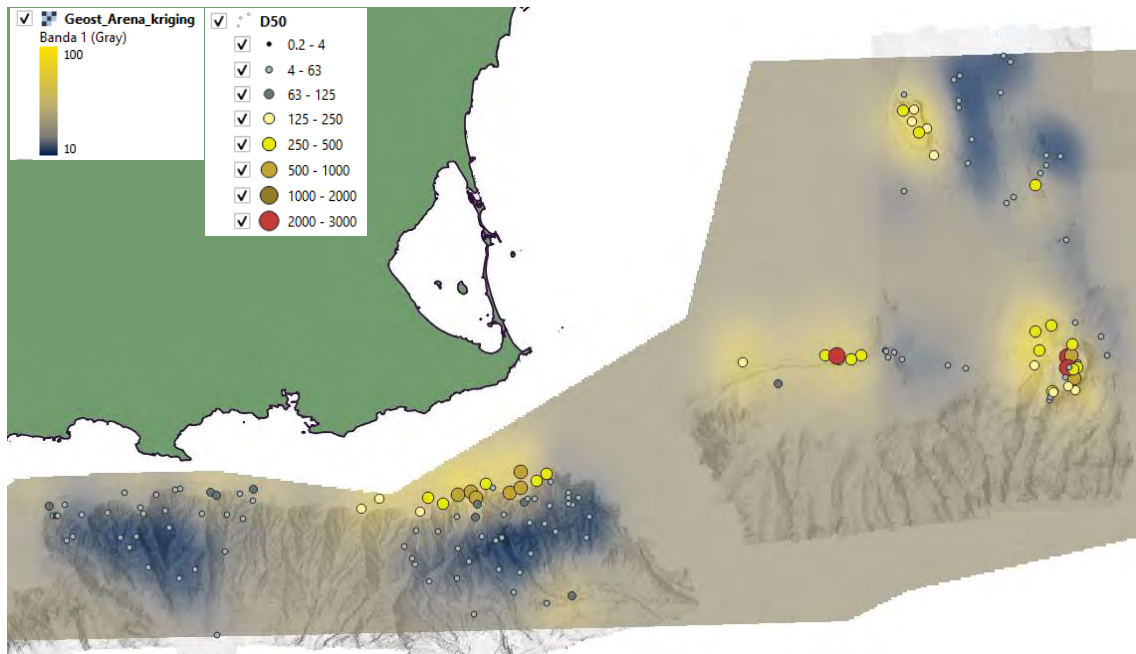 Geost_Arena_kriging
Banda 1 (Gray)
100
10
D50
0.2 - 4
4 - 63
63 - 125
125 - 250
250 - 500
500 - 1000
1000 - 2000
2000 - 3000